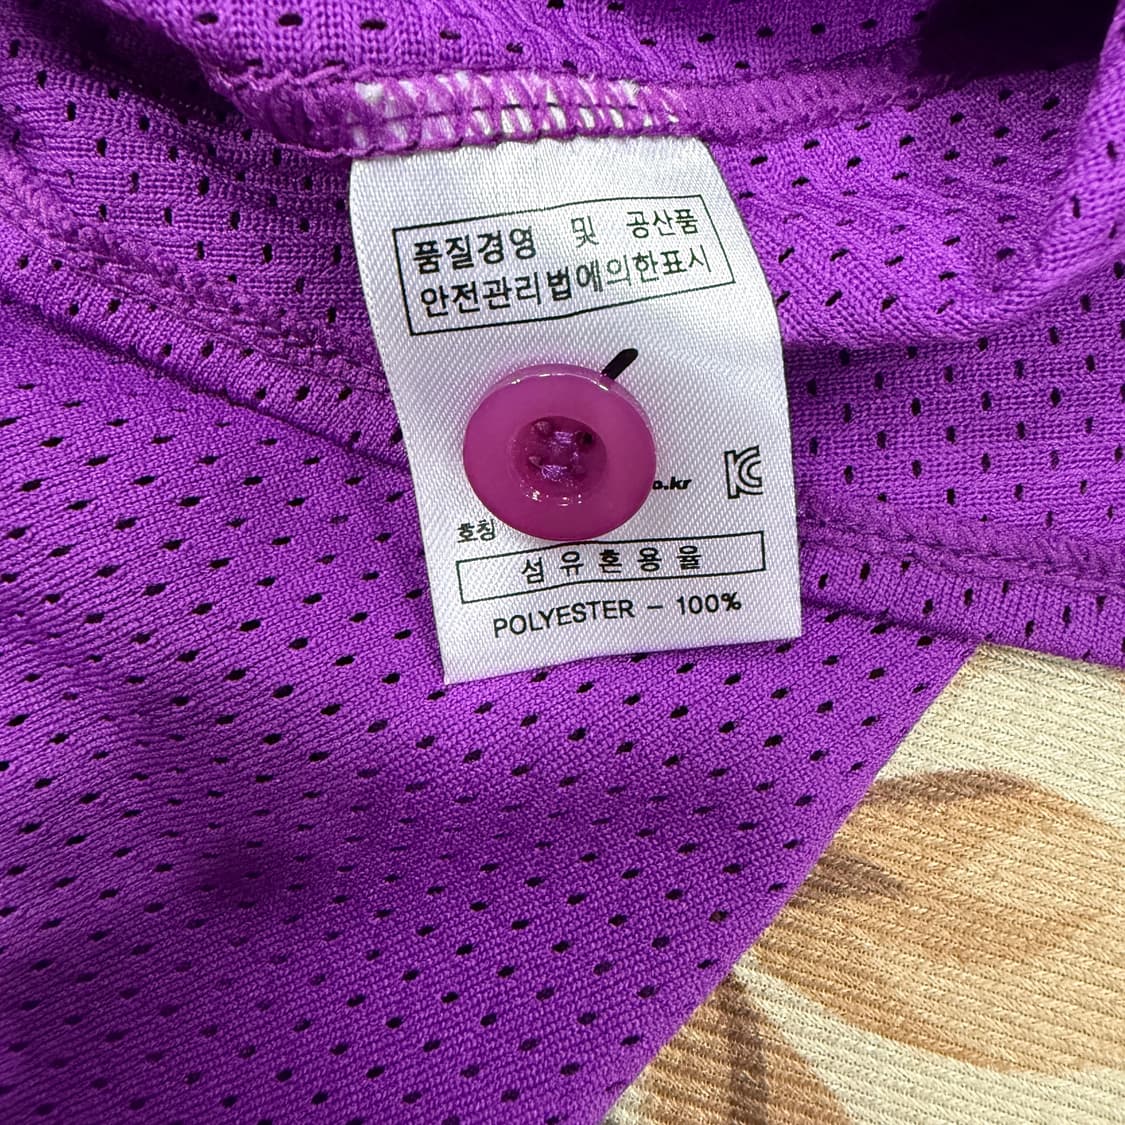 품질경영 및 공산품
안전관리법에의한표시
o.kr
호칭
섬유혼용율
POLYESTER - 100%